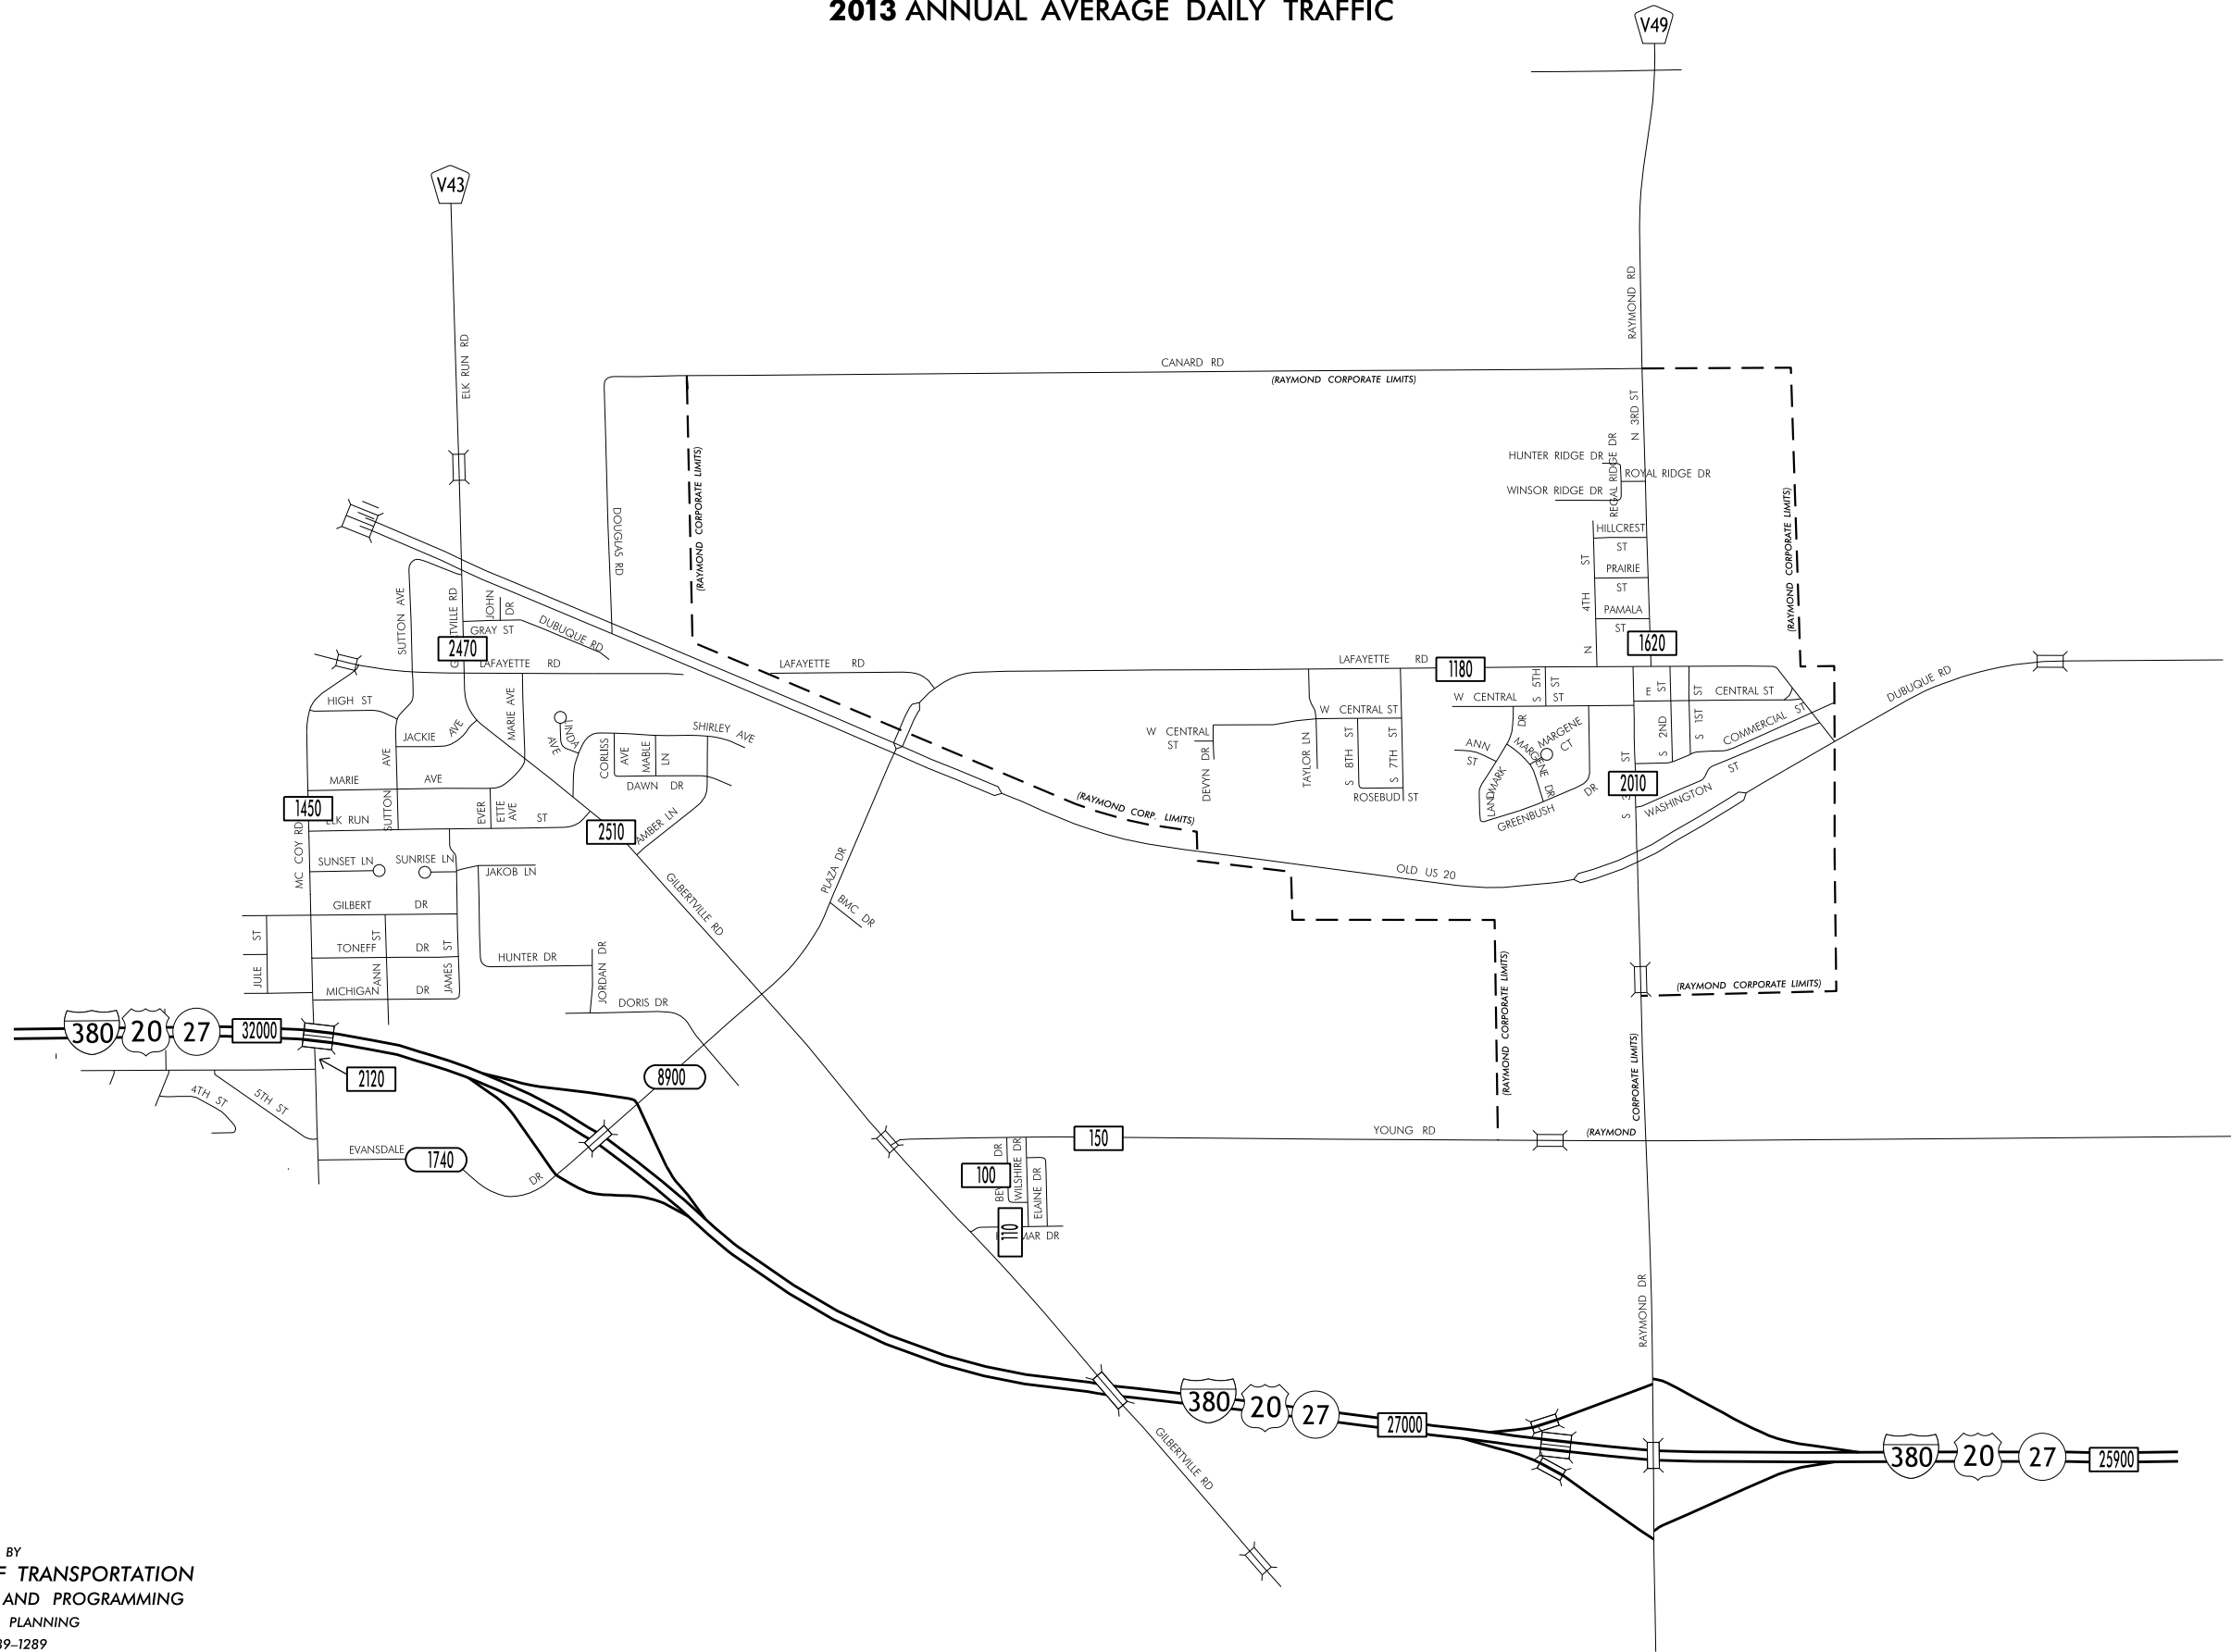 2013 ANNUAL AVERAGE DAILY TRAFFIC
V49
V43
RAYMOND RD
ELK RUN RD
CANARD RD
(RAYMOND CORPORATE LIMITS)
N 3RD ST
(RAYMOND CORPORATE LIMITS)
HUNTER RIDGE DR
REGAL RIDGE DR
ROYAL RIDGE DR
WINSOR RIDGE DR
(RAYMOND CORPORATE LIMITS)
DOUGLAS RD
HILLCREST
ST
PRAIRIE
ST
PAMALA
ST
N 4TH ST
SUTTON AVE
JOHN
DR
GRAY ST
DUBUQUE RD
2470
1620
LAFAYETTE RD
LAFAYETTE RD
LAFAYETTE RD
1180
DUBUQUE RD
HIGH ST
MARIE AVE
LINDA
AVE
SHIRLEY AVE
JACKIE AVE
CORLISS
AVE
MABLE
LN
DAWN DR
W CENTRAL ST
S 5TH
ST
E CENTRAL ST
S 2ND ST
S 1ST ST
COMMERCIAL ST
W CENTRAL ST
W CENTRAL
ST
DEVYN DR
TAYLOR LN
S 8TH ST
S 7TH ST
ROSEBUD ST
ANN
ST
LANDMARK
DR
MARGENE DR
MARGENE
CT
GREENBUSH DR
S 3RD ST
2010
WASHINGTON ST
MARIE AVE
1450
SUTTON AVE
ELK RUN ST
EVER
ETTE
AVE
2510
AMBER LN
(RAYMOND CORP. LIMITS)
MC COY RD
SUNSET LN
SUNRISE LN
JAKOB LN
PLAZA DR
OLD US 20
GILBERT DR
GILBERTVILLE RD
BMC DR
JULE ST
TONEFF DR
ANN ST
JAMES ST
HUNTER DR
JORDAN DR
MICHIGAN DR
DORIS DR
(RAYMOND CORPORATE LIMITS)
(RAYMOND CORPORATE LIMITS)
380 20 27 32000
2120
8900
4TH ST
5TH ST
EVANSDALE
1740
DR
150
YOUNG RD
(RAYMOND
CORPORATE LIMITS)
100
DR
WILSHIRE DR
ELAINE DR
110
RAYMOND DR
380 20 27 27000
GILBERTVILLE RD
380 20 27 25900
BY
TRANSPORTATION
AND PROGRAMMING
PLANNING
39–1289